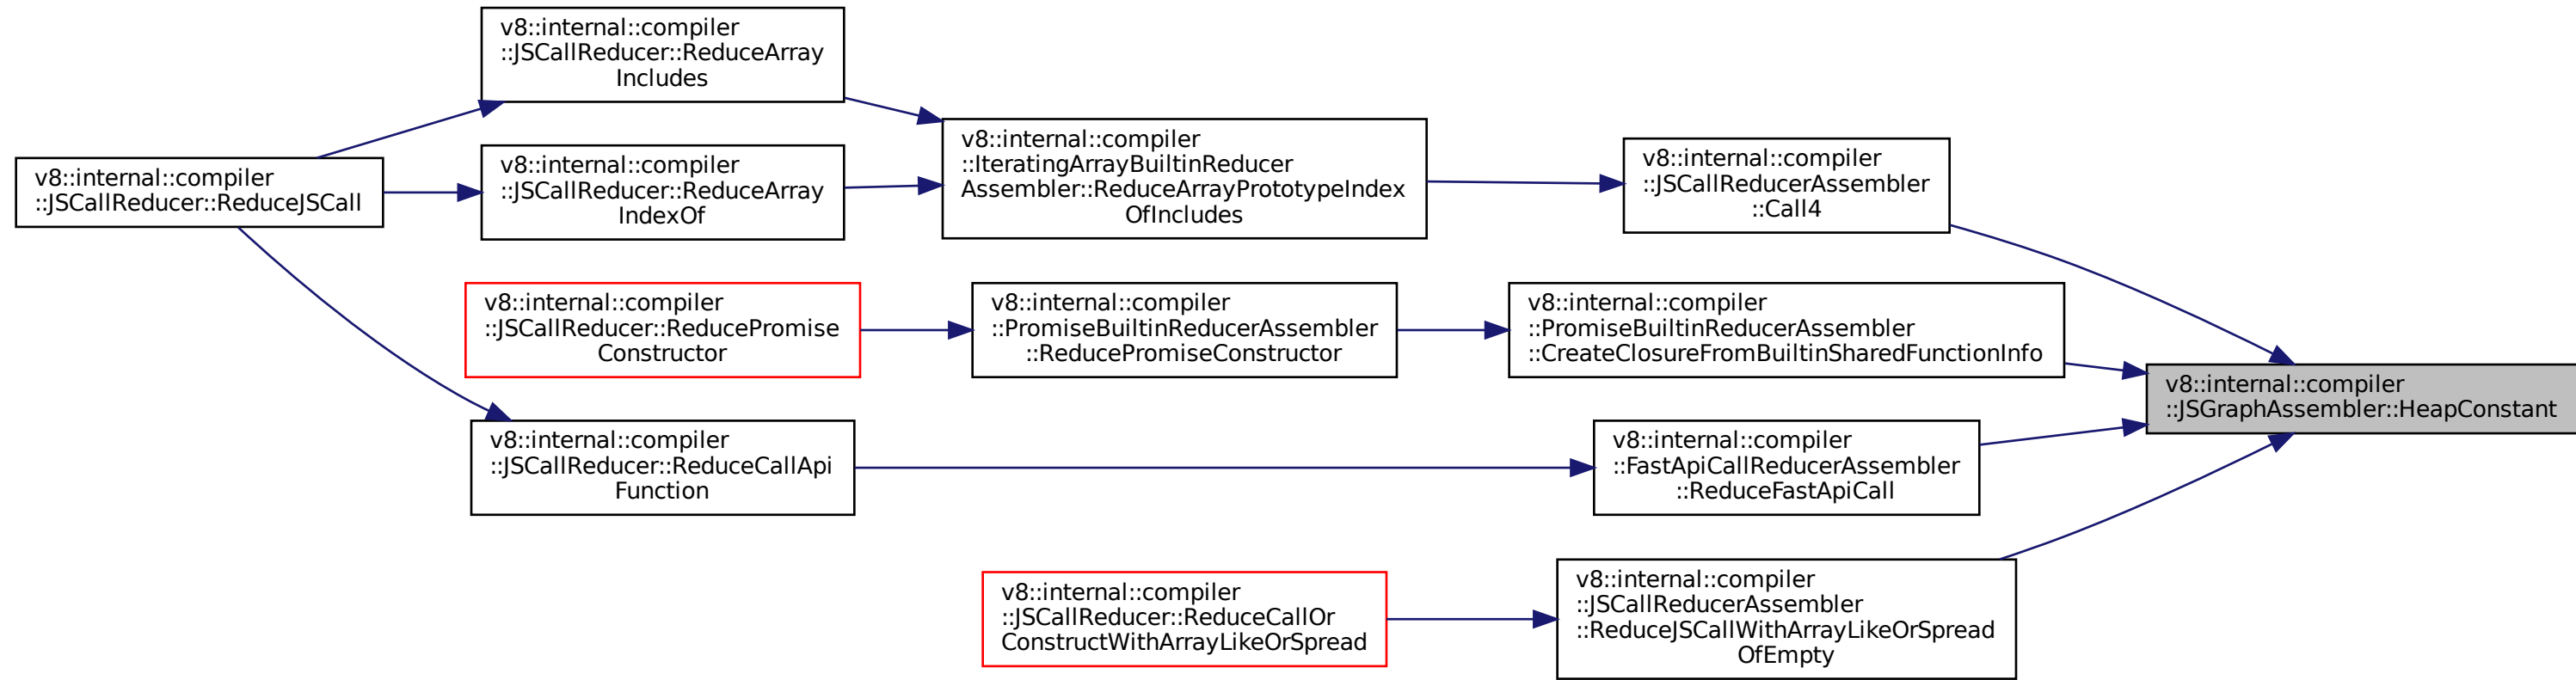 v8::internal::compiler
::JSCallReducer::ReduceArray
Includes
v8::internal::compiler
::JSCallReducer::ReduceJSCall
v8::internal::compiler
::JSCallReducer::ReduceArray
IndexOf
v8::internal::compiler
::IteratingArrayBuiltinReducer
Assembler::ReduceArrayPrototypeIndex
OfIncludes
v8::internal::compiler
::JSCallReducerAssembler
::Call4
v8::internal::compiler
::JSCallReducer::ReducePromise
Constructor
v8::internal::compiler
::PromiseBuiltinReducerAssembler
::ReducePromiseConstructor
v8::internal::compiler
::PromiseBuiltinReducerAssembler
::CreateClosureFromBuiltinSharedFunctionInfo
v8::internal::compiler
::JSGraphAssembler::HeapConstant
v8::internal::compiler
::JSCallReducer::ReduceCallApi
Function
v8::internal::compiler
::FastApiCallReducerAssembler
::ReduceFastApiCall
v8::internal::compiler
::JSCallReducer::ReduceCallOr
ConstructWithArrayLikeOrSpread
v8::internal::compiler
::JSCallReducerAssembler
::ReduceJSCallWithArrayLikeOrSpread
OfEmpty